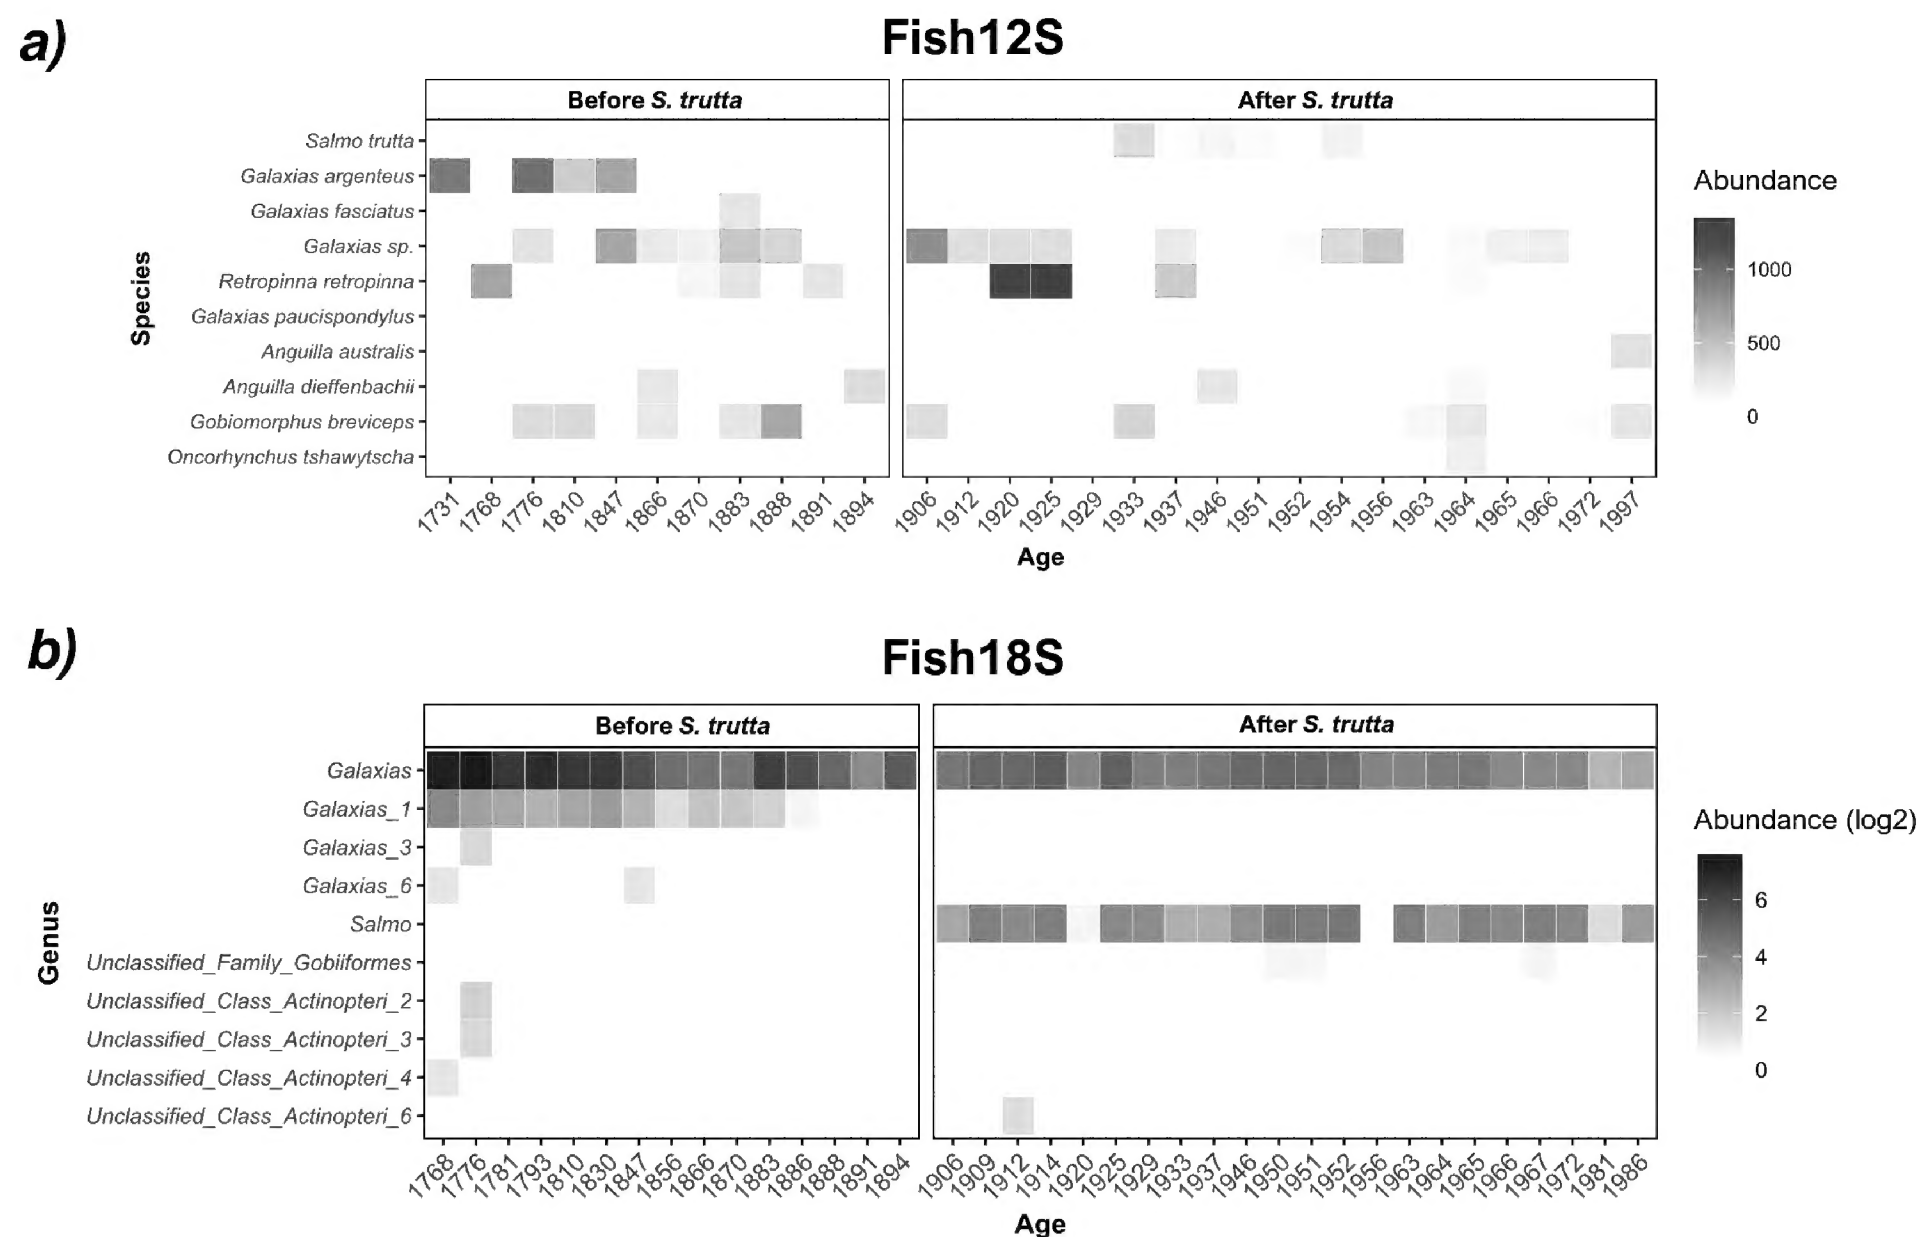 a)
Fish12S
Before S. trutta
After S. trutta
Species
Salmo trutta
Galaxias argenteus
Galaxias fasciatus
Galaxias sp.
Retropinna retropinna
Galaxias paucispondylus
Anguilla australis
Anguilla dieffenbachii
Gobiomorphus breviceps
Oncorhynchus tshawytscha
1731 1768 1776 1810 1847 1866 1870 1883 1888 1891 1894 1906 1912 1920 1925 1929 1933 1937 1946 1951 1952 1954 1956 1963 1964 1965 1966 1972 1997
Age
Abundance
1000
500
0
b)
Fish18S
Before S. trutta
After S. trutta
Genus
Galaxias
Galaxias_1
Galaxias_3
Galaxias_6
Salmo
Unclassified_Family_Gobiiformes
Unclassified_Class_Actinopteri_2
Unclassified_Class_Actinopteri_3
Unclassified_Class_Actinopteri_4
Unclassified_Class_Actinopteri_6
1768 1776 1781 1793 1810 1830 1847 1856 1866 1870 1883 1886 1888 1891 1894 1906 1909 1912 1914 1920 1925 1929 1933 1937 1946 1950 1951 1952 1956 1963 1964 1965 1966 1967 1972 1981 1986
Age
Abundance (log2)
6
4
2
0